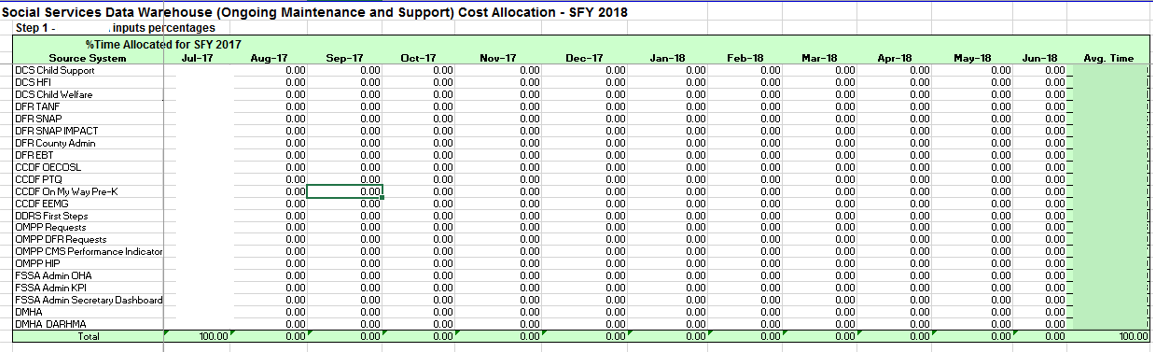 Social Services Data Warehouse (Ongoing Maintenance and Support) Cost Allocation - SFY 2018
Step 1 - inputs percentages
%Time Allocated for SFY 2017
Source System Jul-17 Aug-17 Sep-17 Oct-17 Nov-17 Dec-17 Jan-18 Feb-18 Mar-18 Apr-18 May-18 Jun-18 Avg. Time
DCS Child Support 0.00 0.00 0.00 0.00 0.00 0.00 0.00 0.00 0.00 0.00 0.00
DCS HFI 0.00 0.00 0.00 0.00 0.00 0.00 0.00 0.00 0.00 0.00 0.00
DCS Child Welfare 0.00 0.00 0.00 0.00 0.00 0.00 0.00 0.00 0.00 0.00 0.00
DFR TANF 0.00 0.00 0.00 0.00 0.00 0.00 0.00 0.00 0.00 0.00 0.00
DFR SNAP 0.00 0.00 0.00 0.00 0.00 0.00 0.00 0.00 0.00 0.00 0.00
DFR SNAP IMPACT 0.00 0.00 0.00 0.00 0.00 0.00 0.00 0.00 0.00 0.00 0.00
DFR County Admin 0.00 0.00 0.00 0.00 0.00 0.00 0.00 0.00 0.00 0.00 0.00
DFR EBT 0.00 0.00 0.00 0.00 0.00 0.00 0.00 0.00 0.00 0.00 0.00
CCDF OECOSL 0.00 0.00 0.00 0.00 0.00 0.00 0.00 0.00 0.00 0.00 0.00
CCDF PTQ 0.00 0.00 0.00 0.00 0.00 0.00 0.00 0.00 0.00 0.00 0.00
CCDF On My Way Pre-K 0.00 0.00 0.00 0.00 0.00 0.00 0.00 0.00 0.00 0.00 0.00
CCDF EEMG 0.00 0.00 0.00 0.00 0.00 0.00 0.00 0.00 0.00 0.00 0.00
DDRS First Steps 0.00 0.00 0.00 0.00 0.00 0.00 0.00 0.00 0.00 0.00 0.00
OMPP Requests 0.00 0.00 0.00 0.00 0.00 0.00 0.00 0.00 0.00 0.00 0.00
OMPP DFR Requests 0.00 0.00 0.00 0.00 0.00 0.00 0.00 0.00 0.00 0.00 0.00
OMPP CMS Performance Indicator 0.00 0.00 0.00 0.00 0.00 0.00 0.00 0.00 0.00 0.00 0.00
OMPP HIP 0.00 0.00 0.00 0.00 0.00 0.00 0.00 0.00 0.00 0.00 0.00
FSSA Admin OHA 0.00 0.00 0.00 0.00 0.00 0.00 0.00 0.00 0.00 0.00 0.00
FSSA Admin KPI 0.00 0.00 0.00 0.00 0.00 0.00 0.00 0.00 0.00 0.00 0.00
FSSA Admin Secretary Dashboard 0.00 0.00 0.00 0.00 0.00 0.00 0.00 0.00 0.00 0.00 0.00
DMHA 0.00 0.00 0.00 0.00 0.00 0.00 0.00 0.00 0.00 0.00 0.00
DMHA DARHMA 0.00 0.00 0.00 0.00 0.00 0.00 0.00 0.00 0.00 0.00 0.00
Total 100.00 0.00 0.00 0.00 0.00 0.00 0.00 0.00 0.00 0.00 0.00 0.00 100.00